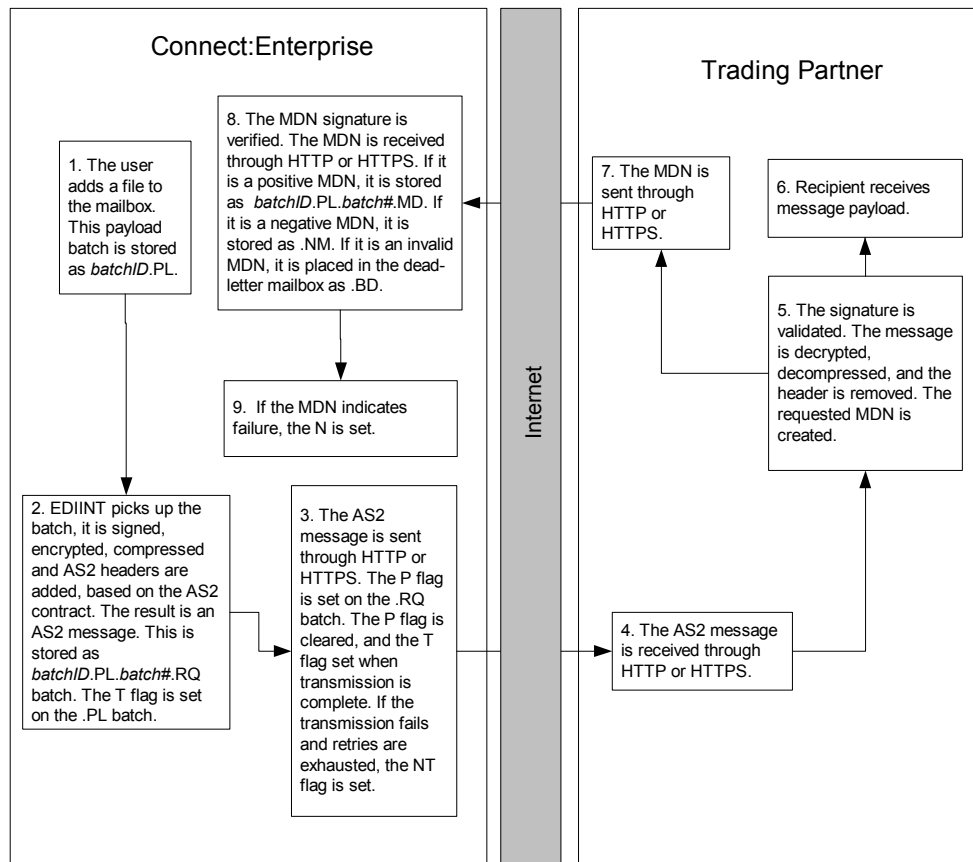 Connect:Enterprise
Trading Partner
Internet
1. The user
adds a file to
the mailbox.
This payload
batch is stored
as batchID.PL.
2. EDIINT picks up the
batch, it is signed,
encrypted, compressed
and AS2 headers are
added, based on the AS2
contract. The result is an
AS2 message. This is
stored as
batchID.PL.batch#.RQ
batch. The T flag is set
on the .PL batch.
3. The AS2
message is sent
through HTTP or
HTTPS. The P flag
is set on the .RQ
batch. The P flag is
cleared, and the T
flag set when
transmission is
complete. If the
transmission fails
and retries are
exhausted, the NT
flag is set.
4. The AS2 message
is received through
HTTP or HTTPS.
5. The signature is
validated. The message
is decrypted,
decompressed, and the
header is removed. The
requested MDN is
created.
6. Recipient receives
message payload.
7. The MDN is
sent through
HTTP or
HTTPS.
8. The MDN signature is
verified. The MDN is received
through HTTP or HTTPS. If it
is a positive MDN, it is stored
as batchID.PL.batch#.MD. If
it is a negative MDN, it is
stored as .NM. If it is an invalid
MDN, it is placed in the dead-
letter mailbox as .BD.
9. If the MDN indicates
failure, the N is set.